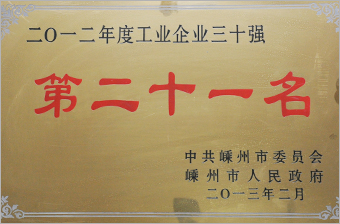 二〇一二年度工业企业三十强
第二十一名
中共嵊州市委员会
嵊州市人民政府
二〇一三年二月